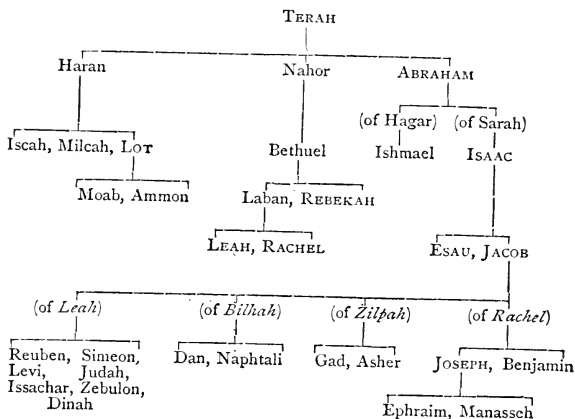 TERAH
Haran Nahor ABRAHAM
(of Hagar) (of Sarah)
Iscah, Milcah, LOT Bethuel Ishmael ISAAC
Moab, Ammon Laban, REBEKAH
LEAH, RACHEL ESAU, JACOB
(of Leah) (of Bilhah) (of Zilpah) (of Rachel)
Reuben, Simeon, Dan, Naphtali Gad, Asher JOSEPH, Benjamin
Levi, Judah,
Issachar, Zebulon,
Dinah
Ephraim, Manasseh